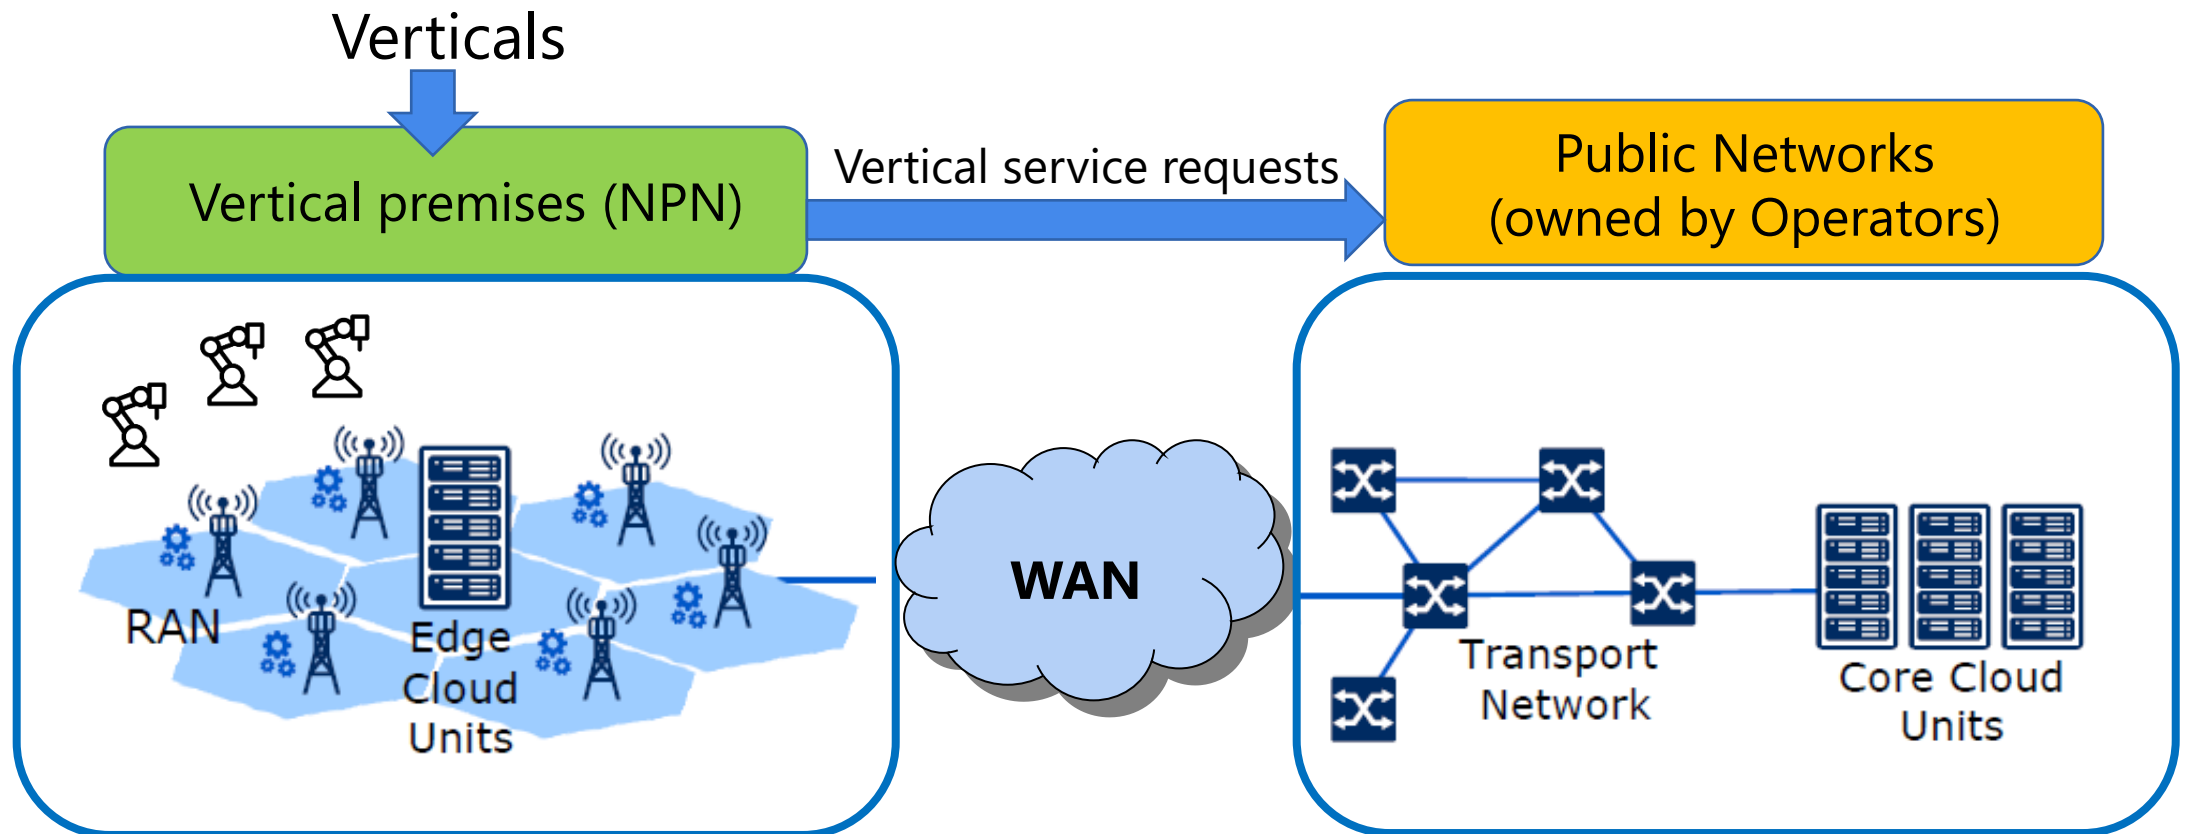 Verticals
Vertical premises (NPN)
Vertical service requests
Public Networks
(owned by Operators)
RAN
Edge
Cloud
Units
WAN
Transport
Network
Core Cloud
Units